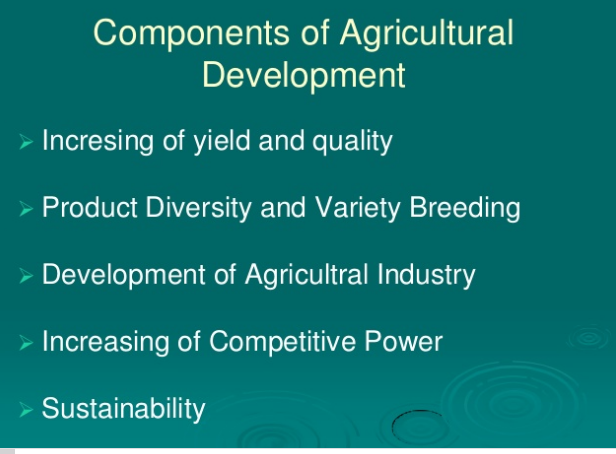 Components of Agricultural
Development
Incresing of yield and quality
Product Diversity and Variety Breeding
Development of Agricultral Industry
Increasing of Competitive Power
Sustainability